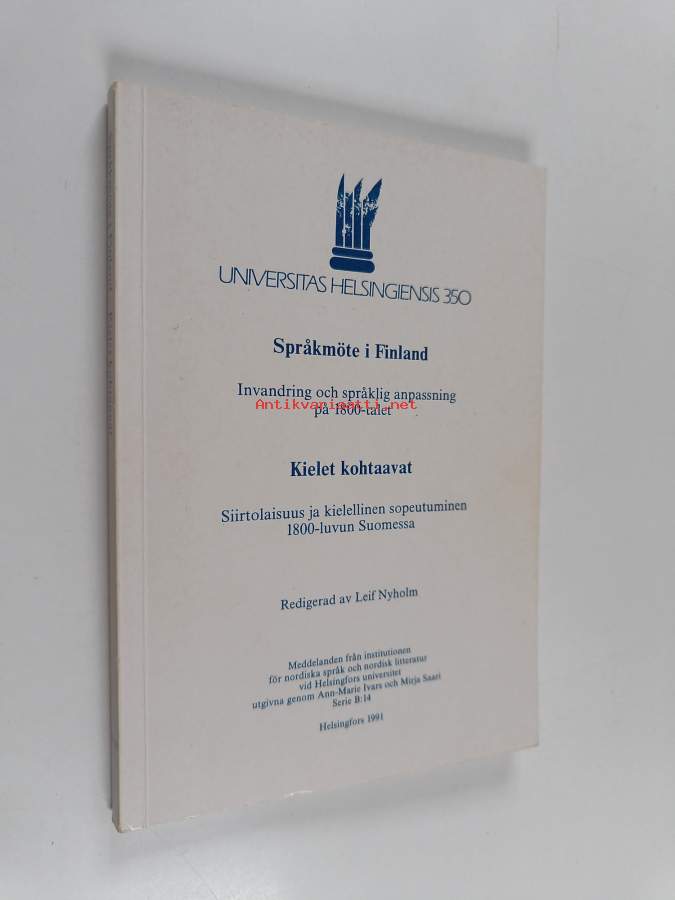 UNIVERSITAS HELSINGIENSIS 350
Språkmöte i Finland
Invandring och språklig anpassning
på 1800-talet
Antikvariaatti.net
Kielet kohtaavat
Siirtolaisuus ja kielellinen sopeutuminen
1800-luvun Suomessa
Redigerad av Leif Nyholm
Meddelanden från institutionen
för nordiska språk och nordisk litteratur
vid Helsingfors universitet
utgivna genom Ann-Marie Ivars och Mirja Saari
Serie B:14
Helsingfors 1991